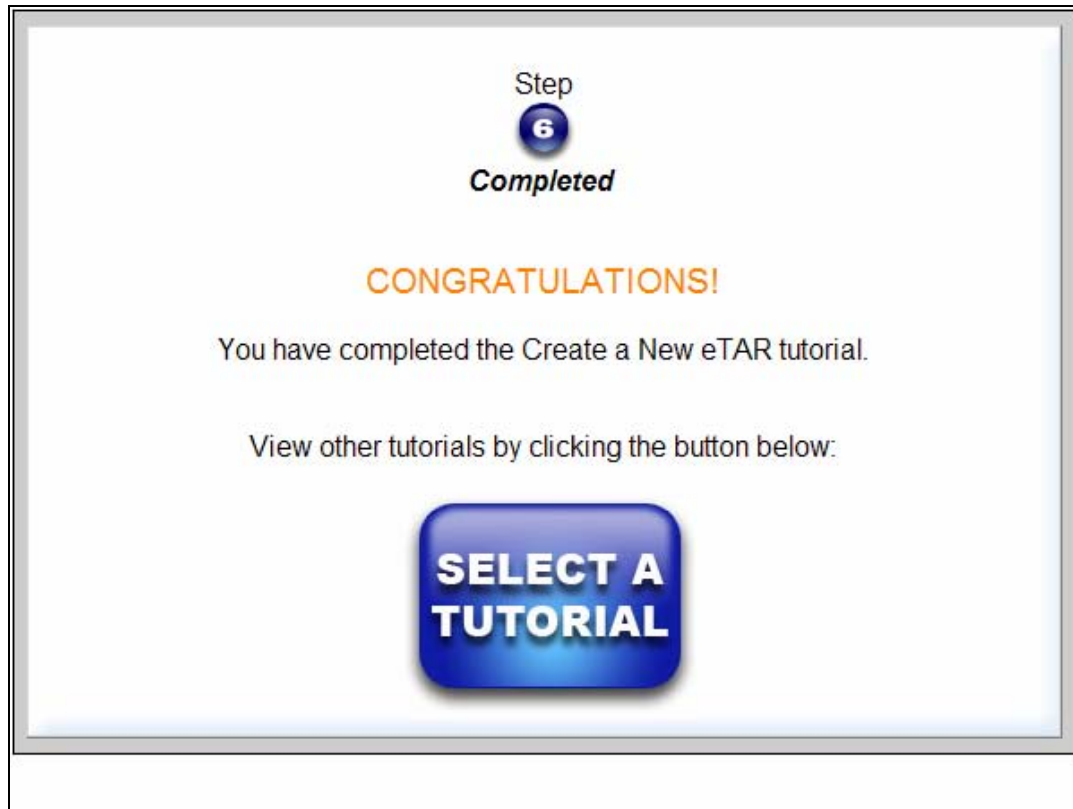 Step
6
Completed
CONGRATULATIONS!
You have completed the Create a New eTAR tutorial.
View other tutorials by clicking the button below:
SELECT A
TUTORIAL